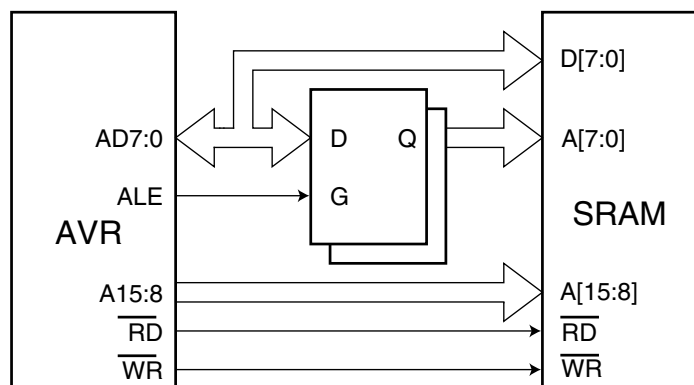 D[7:0]
AD7:0
D
Q
A[7:0]
ALE
G
AVR
SRAM
A15:8
A[15:8]
RD
RD
WR
WR